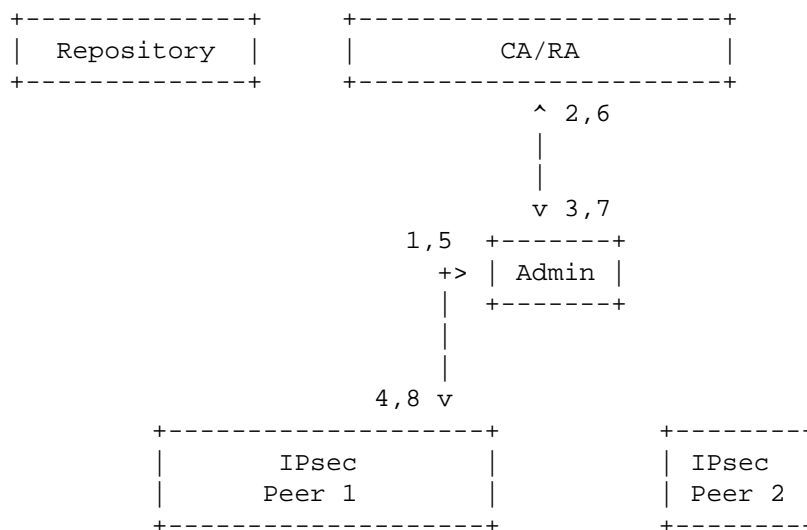 Repository CA/RA
^ 2,6
v 3,7
1,5
+> Admin
4,8 v
IPsec IPsec
Peer 1 Peer 2